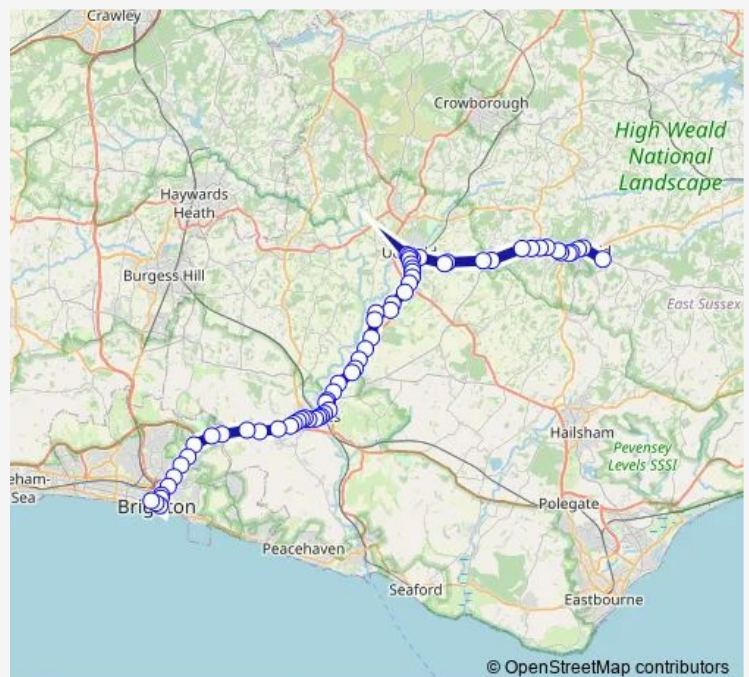 Crawley
Crowborough
High Weald
National
Landscape
Haywards
Heath
Burgess Hill
East Sussex
Hailsham
Pevensey
Levels SSSI
Sea
Polegate
Peacehaven
Seaford
Eastbourne
© OpenStreetMap contributors